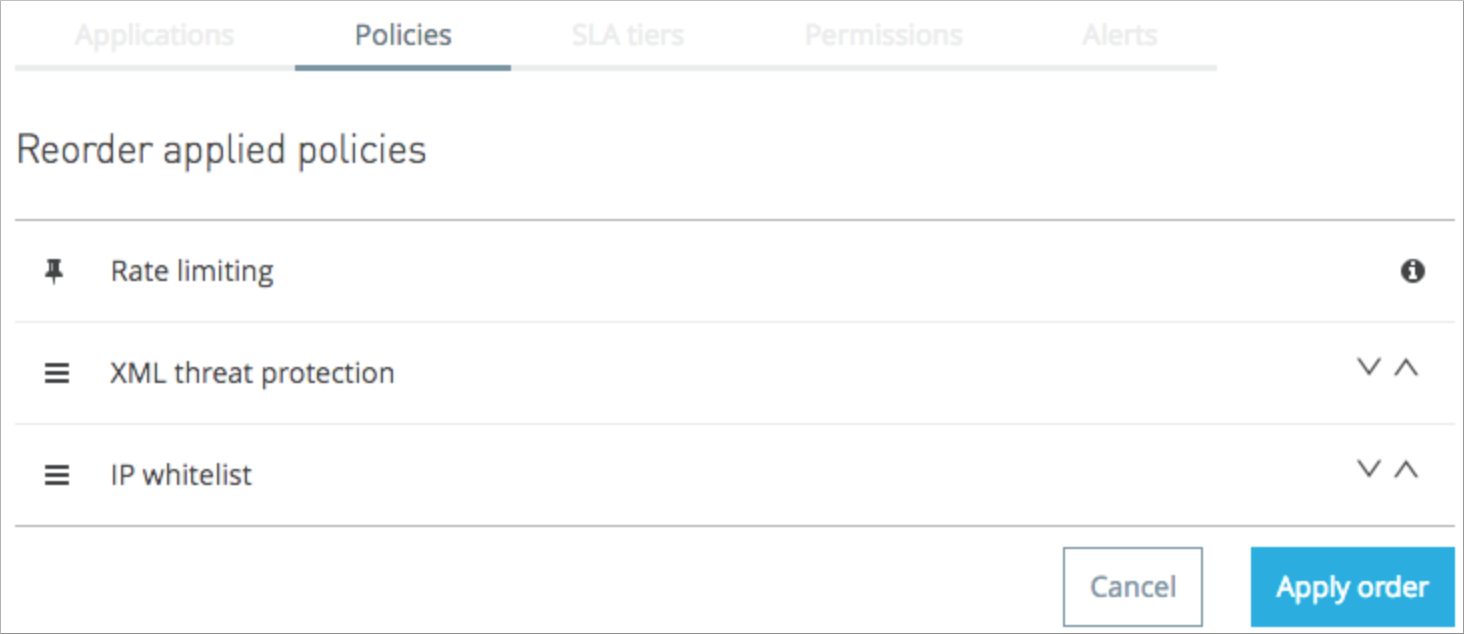 Applications Policies SLA tiers Permissions Alerts
Reorder applied policies
Rate limiting
XML threat protection
IP whitelist
Cancel Apply order